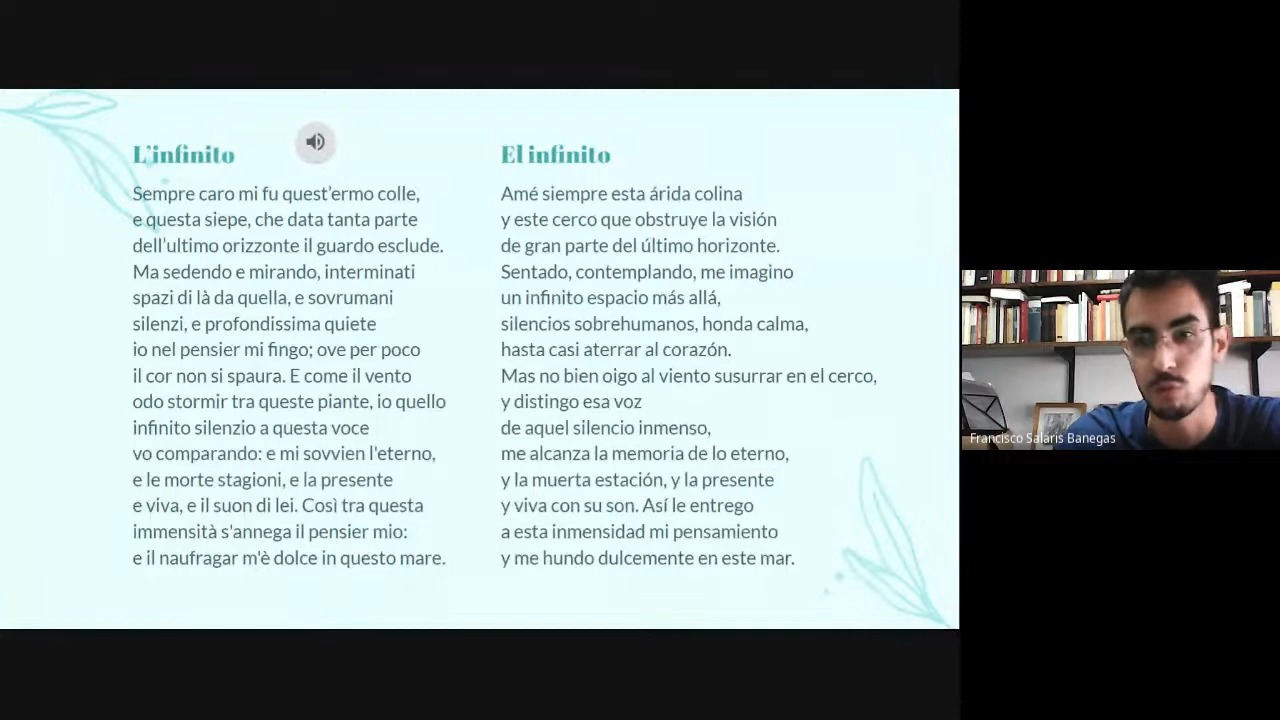 L'infinito
Sempre caro mi fu quest'ermo colle,
e questa siepe, che data tanta parte
dell'ultimo orizzonte il guardo esclude.
Ma sedendo e mirando, interminati
spazi di là da quella, e sovrumani
silenzi, e profondissima quiete
io nel pensier mi fingo; ove per poco
il cor non si spaura. E come il vento
odo stormir tra queste piante, io quello
infinito silenzio a questa voce
vo comparando: e mi sovvien l'eterno,
e le morte stagioni, e la presente
e viva, e il suon di lei. Così tra questa
immensità s'annega il pensier mio:
e il naufragar m'è dolce in questo mare.
El infinito
Amé siempre esta árida colina
y este cerco que obstruye la visión
de gran parte del último horizonte.
Sentado, contemplando, me imagino
un infinito espacio más allá,
silencios sobrehumanos, honda calma,
hasta casi aterrar al corazón.
Mas no bien oigo al viento susurrar en el cerco,
y distingo esa voz
de aquel silencio inmenso,
me alcanza la memoria de lo eterno,
y la muerta estación, y la presente
y viva con su son. Así le entrego
a esta inmensidad mi pensamiento
y me hundo dulcemente en este mar.
Francisco Salaris Banegas